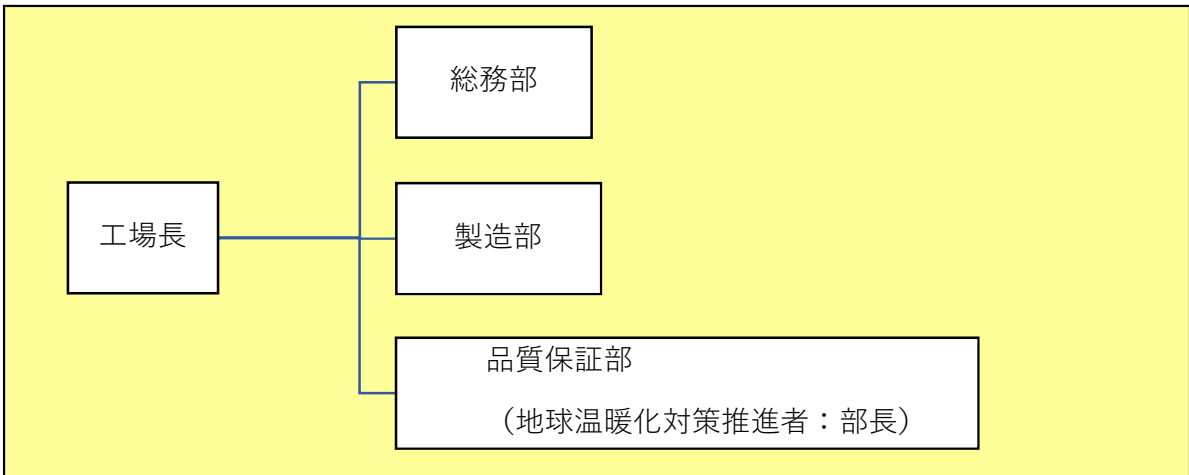 総務部
工場長
製造部
品質保証部
（地球温暖化対策推進者：部長）